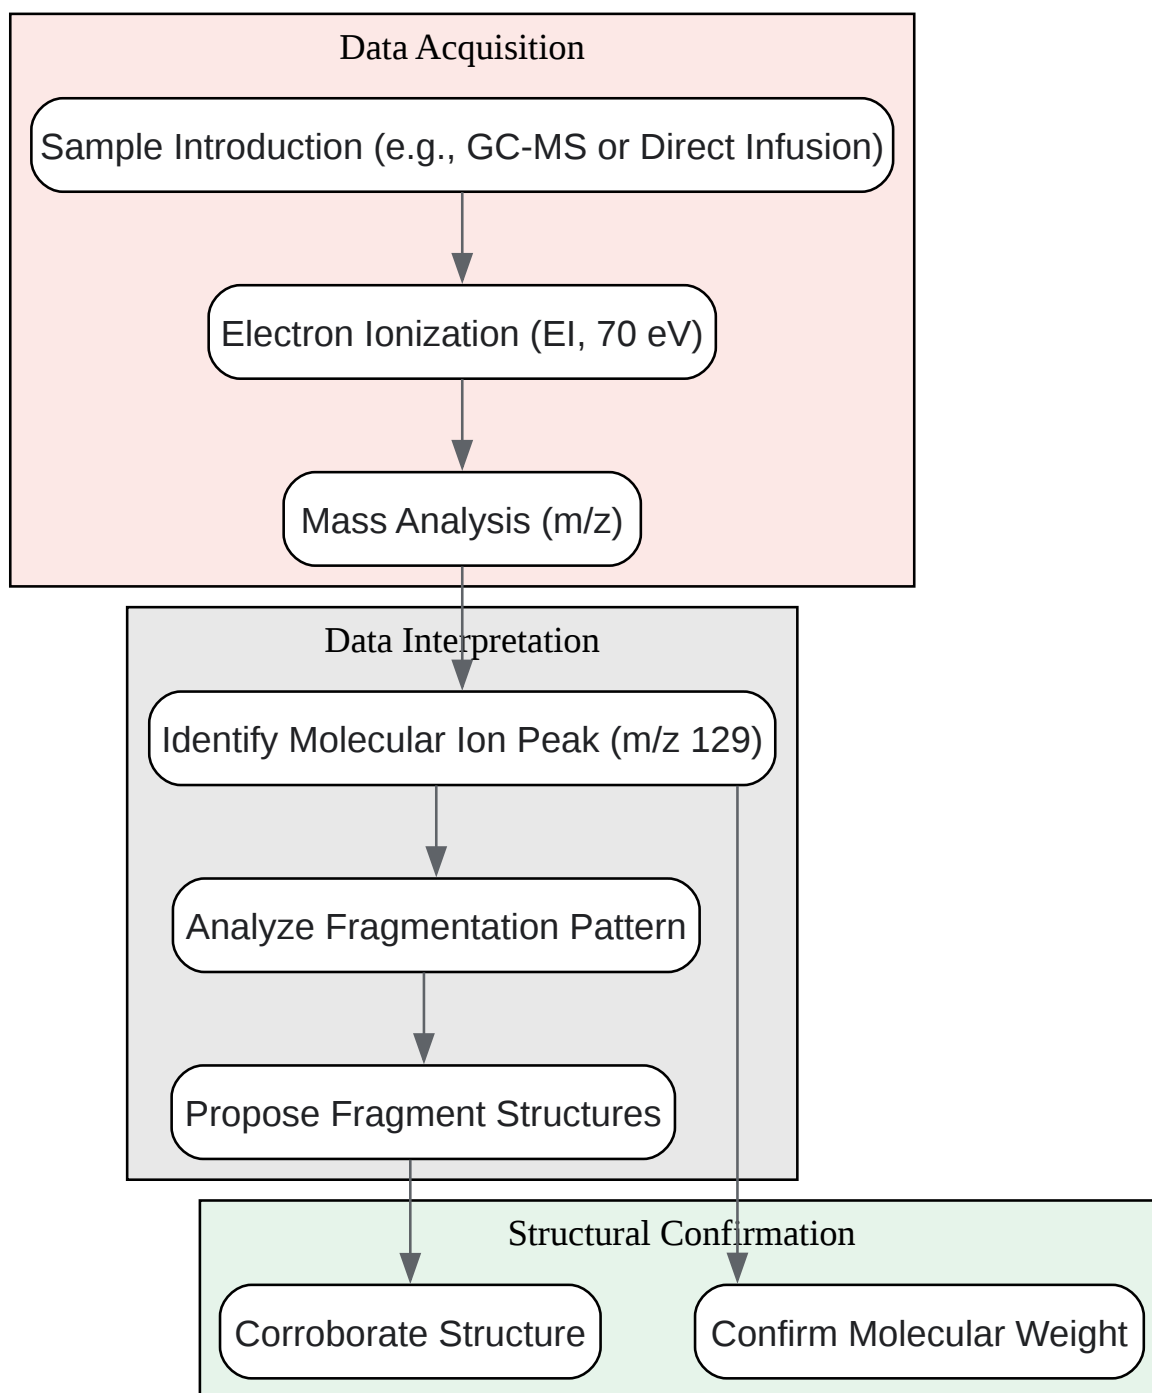 Data Acquisition
Sample Introduction (e.g., GC-MS or Direct Infusion)
Electron Ionization (EI, 70 eV)
Mass Analysis (m/z)
Data Interpretation
Identify Molecular Ion Peak (m/z 129)
Analyze Fragmentation Pattern
Propose Fragment Structures
Structural Confirmation
Corroborate Structure
Confirm Molecular Weight